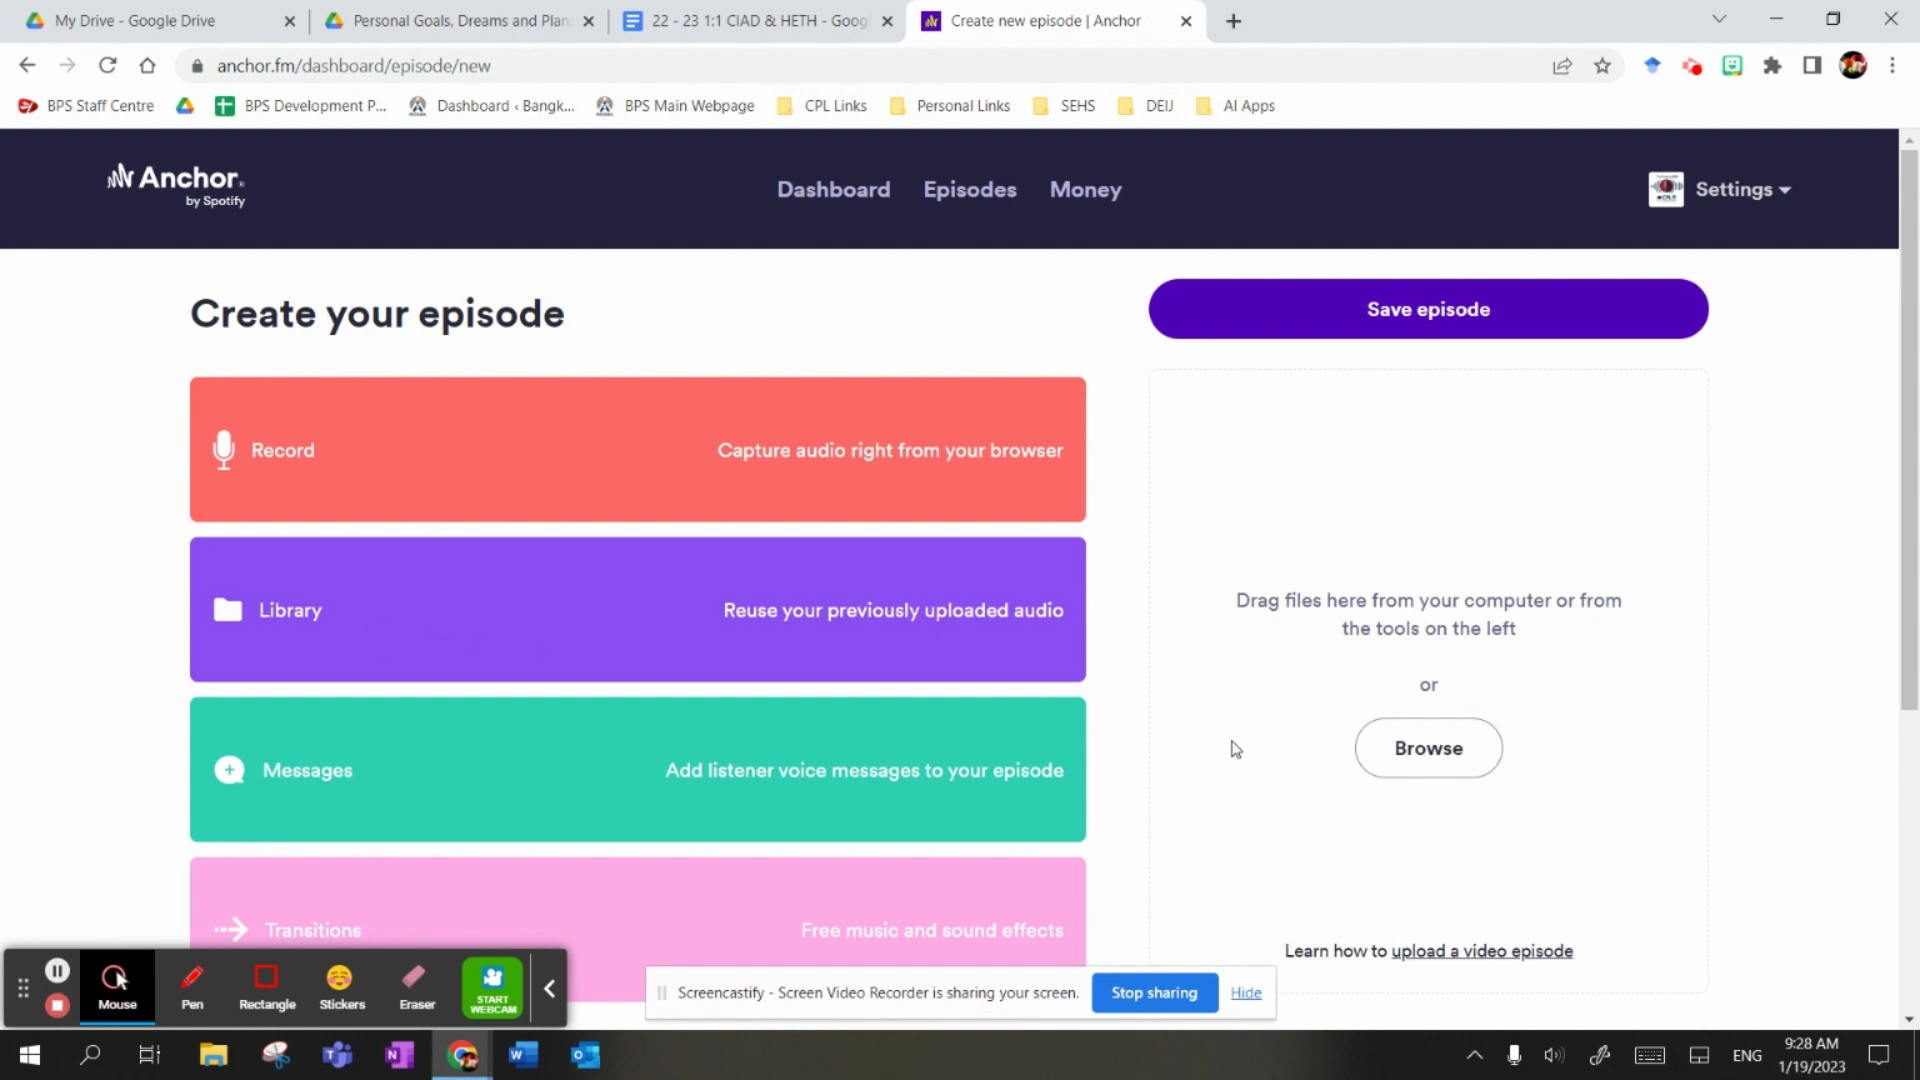 My Drive - Google Drive
Personal Goals, Dreams and Plan
22 - 23 1:1 CIAD & HETH - Goog
Create new episode | Anchor
anchor.fm/dashboard/episode/new
BPS Staff Centre
BPS Development P...
Dashboard ‹ Bangk...
BPS Main Webpage
CPL Links
Personal Links
SEHS
DEIJ
AI Apps
Anchor
by Spotify
Dashboard
Episodes
Money
Settings
Create your episode
Save episode
Record
Capture audio right from your browser
Library
Reuse your previously uploaded audio
Drag files here from your computer or from
the tools on the left
or
Browse
Messages
Add listener voice messages to your episode
Transitions
Free music and sound effects
Learn how to upload a video episode
Mouse
Pen
Rectangle
Stickers
Eraser
START
WEBCAM
Screencastify - Screen Video Recorder is sharing your screen.
Stop sharing
Hide
ENG
9:28 AM
1/19/2023